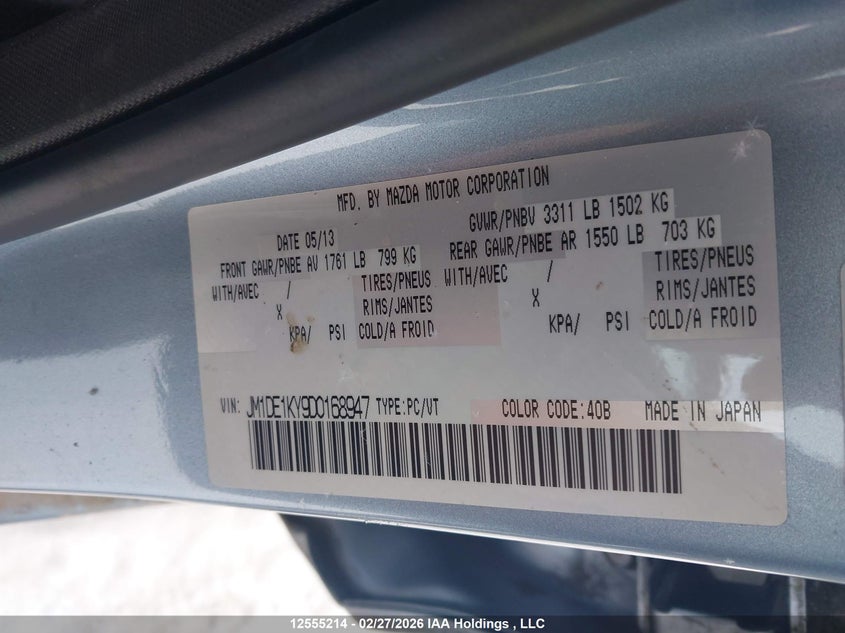 MFD. BY MAZDA MOTOR CORPORATION
DATE 05/13
GVWR/PNBV 3311 LB 1502 KG
FRONT GAWR/PNBE AV 1761 LB 799 KG
REAR GAWR/PNBE AR 1550 LB 703 KG
WITH/AVEC / TIRES/PNEUS
X RIMS/JANTES
KPA/ PSI COLD/A FROID
WITH/AVEC / TIRES/PNEUS
X RIMS/JANTES
KPA/ PSI COLD/A FROID
VIN: JM1DE1KY9D0168947 TYPE:PC/VT COLOR CODE:40B MADE IN JAPAN
12555214 - 02/27/2026 IAA Holdings , LLC